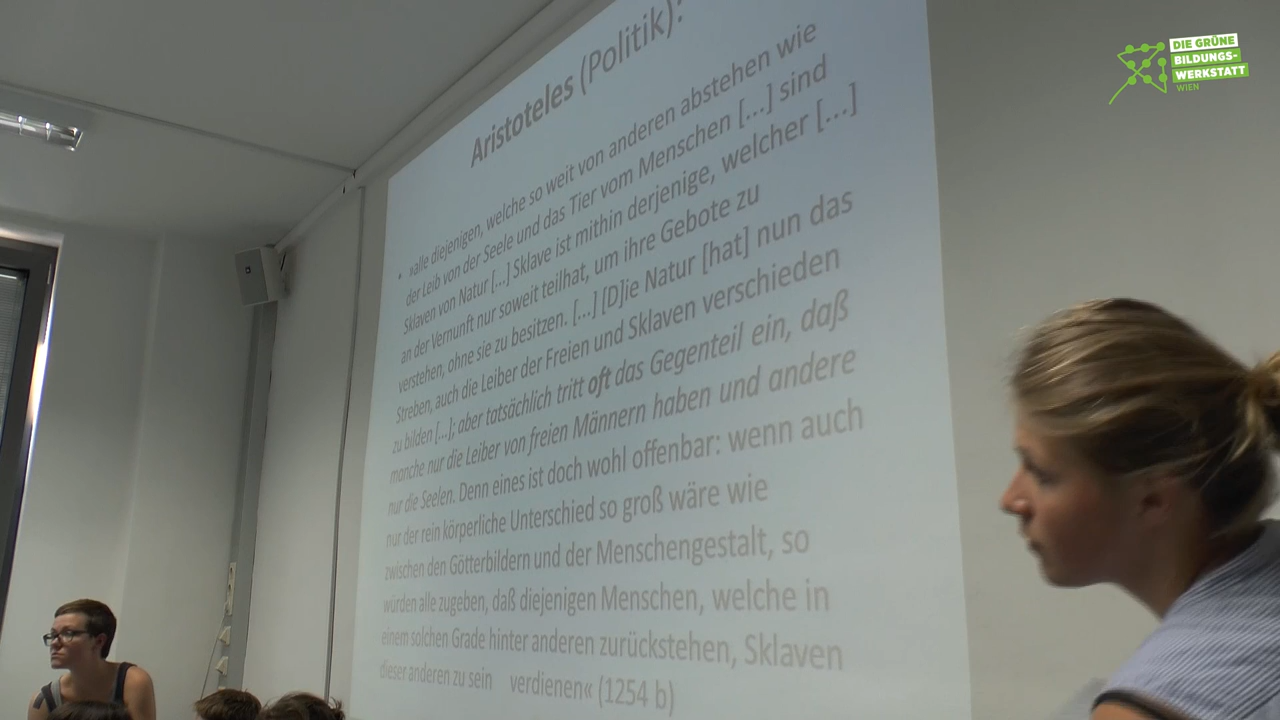 Aristoteles (Politik):
• »alle diejenigen, welche so weit von anderen abstehen wie
der Leib von der Seele und das Tier vom Menschen [...] sind
Sklaven von Natur [...] Sklave ist mithin derjenige, welcher [...]
an der Vernunft nur soweit teilhat, um ihre Gebote zu
verstehen, ohne sie zu besitzen. [...] [D]ie Natur [hat] nun das
Streben, auch die Leiber der Freien und Sklaven verschieden
zu bilden [...]; aber tatsächlich tritt oft das Gegenteil ein, daß
manche nur die Leiber von freien Männern haben und andere
nur die Seelen. Denn eines ist doch wohl offenbar: wenn auch
nur der rein körperliche Unterschied so groß wäre wie
zwischen den Götterbildern und der Menschengestalt, so
würden alle zugeben, daß diejenigen Menschen, welche in
einem solchen Grade hinter anderen zurückstehen, Sklaven
dieser anderen zu sein verdienen« (1254 b)
DIE GRÜNE
BILDUNGS-
WERKSTATT
WIEN